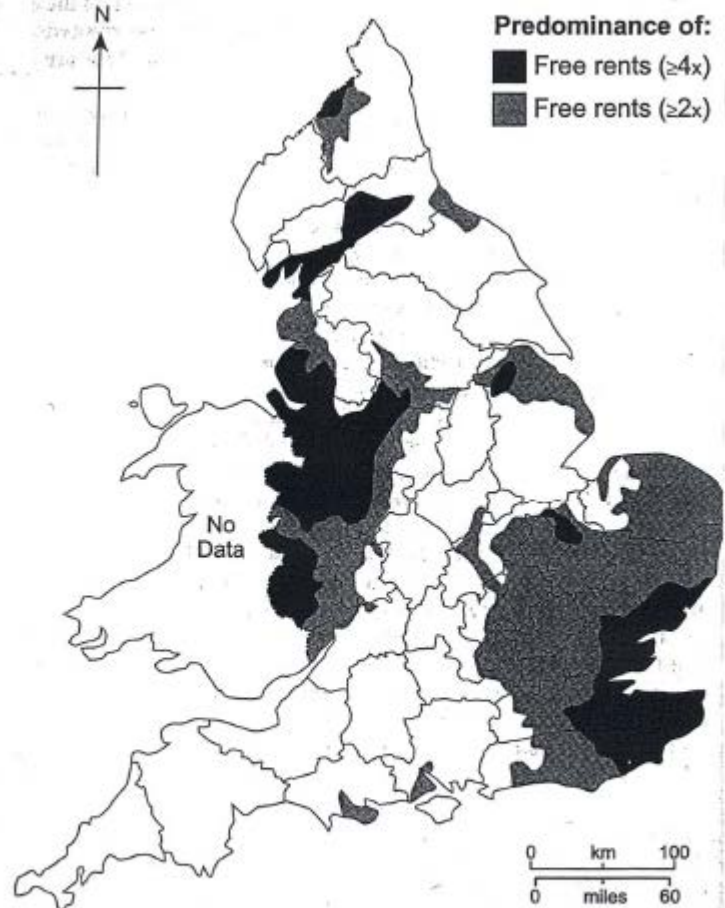 N
Predominance of:
Free rents (≥4x)
Free rents (≥2x)
No
Data
0 km 100
0 miles 60